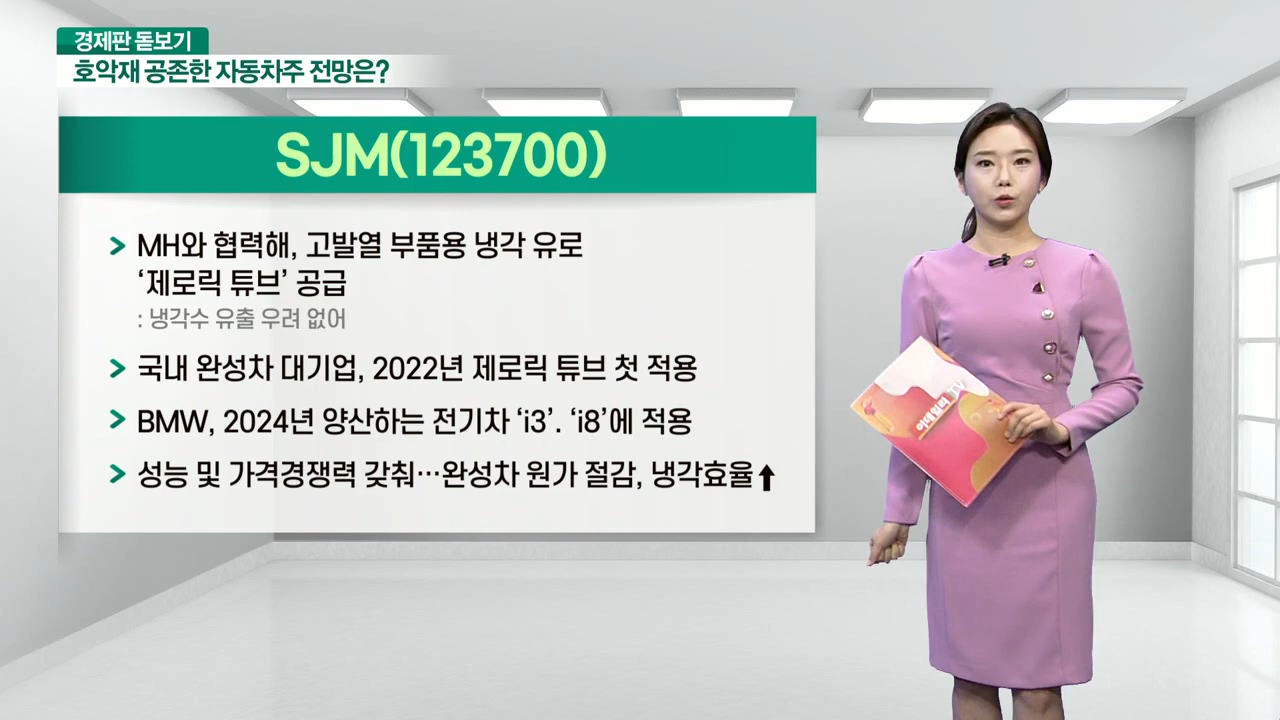 경제판 돋보기
호악재 공존한 자동차주 전망은?
SJM(123700)
> MH와 협력해, 고발열 부품용 냉각 유로
‘제로릭 튜브’ 공급
: 냉각수 유출 우려 없어
> 국내 완성차 대기업, 2022년 제로릭 튜브 첫 적용
> BMW, 2024년 양산하는 전기차 ‘i3’. ‘i8’에 적용
> 성능 및 가격경쟁력 갖춰…완성차 원가 절감, 냉각효율⬆